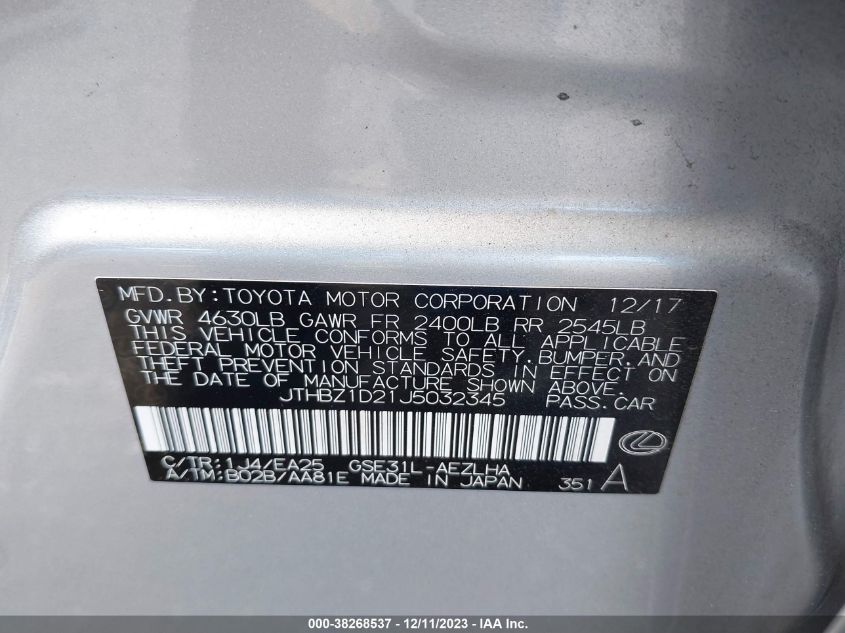 MFD.BY:TOYOTA MOTOR CORPORATION 12/17
GVWR 4630LB GAWR FR 2400LB RR 2545LB
THIS VEHICLE CONFORMS TO ALL APPLICABLE
FEDERAL MOTOR VEHICLE SAFETY,BUMPER,AND
THEFT PREVENTION STANDARDS IN EFFECT ON
THE DATE OF MANUFACTURE SHOWN ABOVE.
JTHBZ1D21J5032345 PASS.CAR
C/TR:1J4/EA25 GSE31L-AEZLHA
A/TM:B02B/AA81E MADE IN JAPAN 351 A
000-38268537 - 12/11/2023 - IAA Inc.